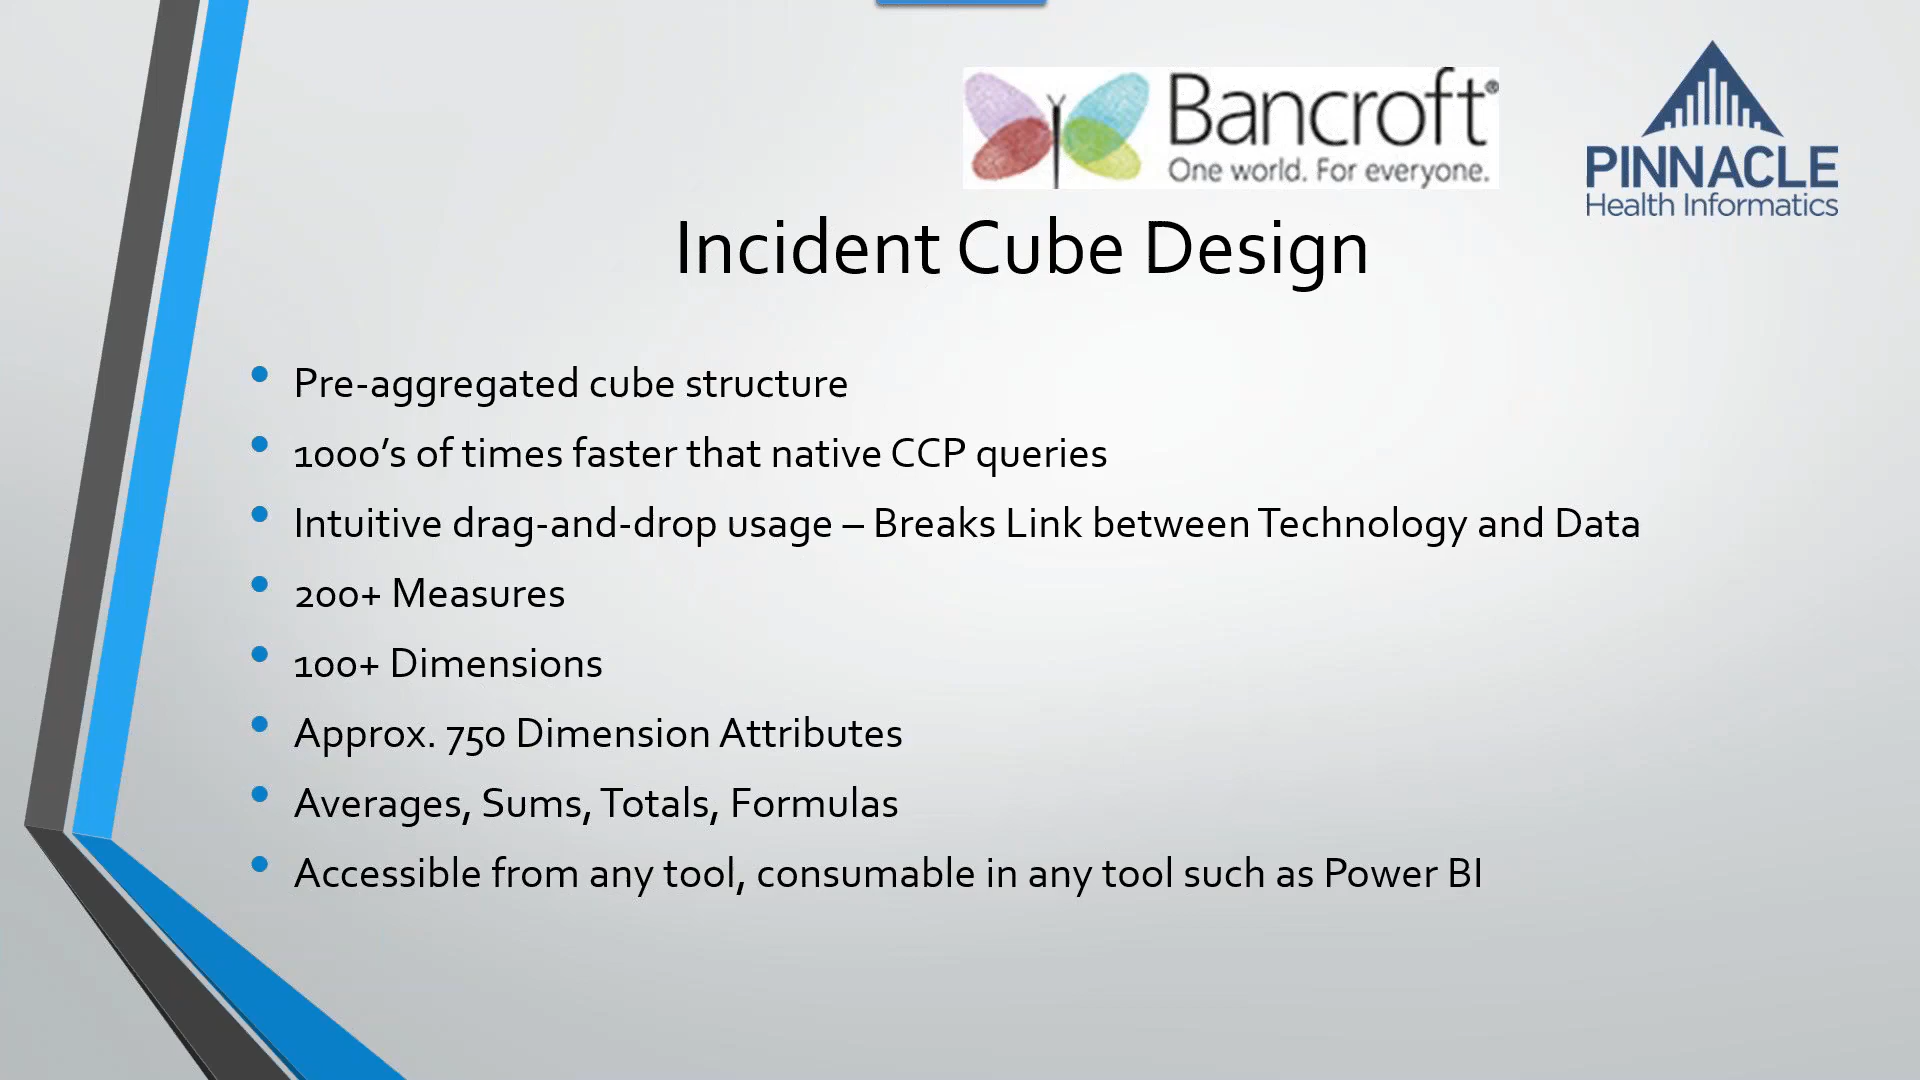 Bancroft®
One world. For everyone.
PINNACLE
Health Informatics
Incident Cube Design
• Pre-aggregated cube structure
• 1000’s of times faster that native CCP queries
• Intuitive drag-and-drop usage – Breaks Link between Technology and Data
• 200+ Measures
• 100+ Dimensions
• Approx. 750 Dimension Attributes
• Averages, Sums, Totals, Formulas
• Accessible from any tool, consumable in any tool such as Power BI